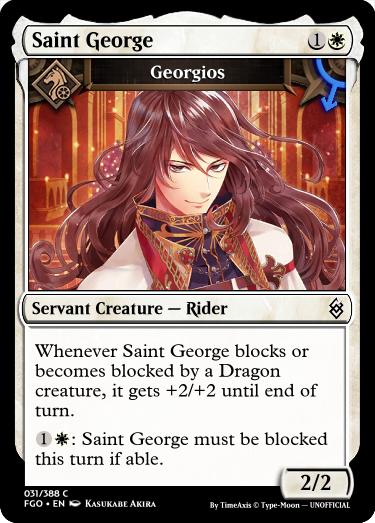 Saint George 1
Georgios
Servant Creature — Rider
Whenever Saint George blocks or
becomes blocked by a Dragon
creature, it gets +2/+2 until end of
turn.
1 : Saint George must be blocked
this turn if able.
2/2
031/388 C
FGO • EN Kasukabe Akira
By TimeAxis © Type-Moon — UNOFFICIAL